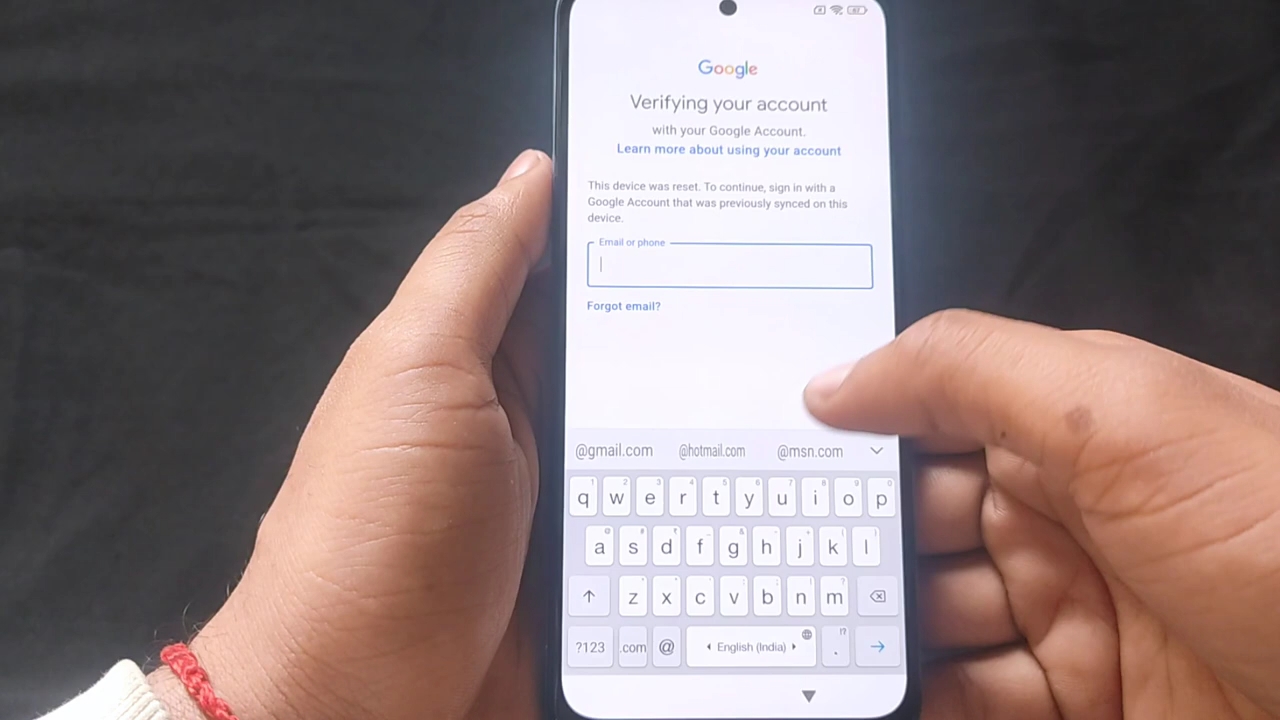 Google
Verifying your account
with your Google Account.
Learn more about using your account
This device was reset. To continue, sign in with a
Google Account that was previously synced on this
device.
Email or phone
Forgot email?
@gmail.com @hotmail.com @msn.com
q w e r t y u i o p
a s d f g h j k l
z x c v b n m
?123 .com @ English (India) .